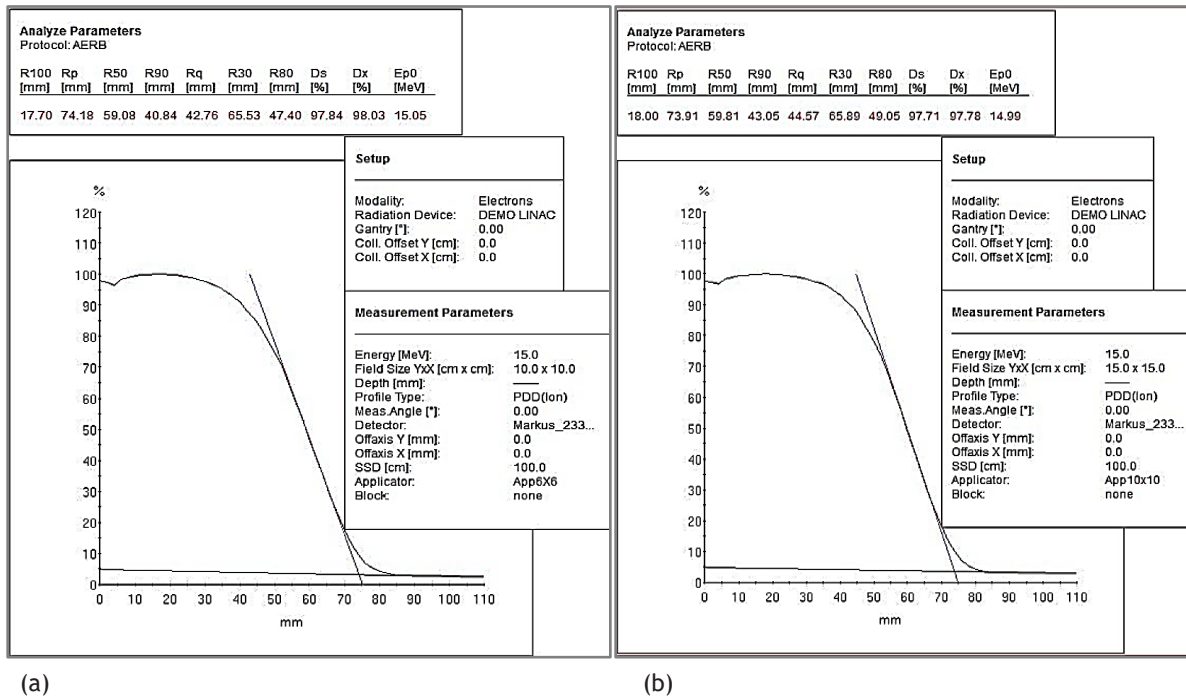 Analyze Parameters
Protocol: AERB
R100 Rp R50 R90 Rq R30 R80 Ds Dx Ep0
[mm] [mm] [mm] [mm] [mm] [mm] [mm] [%] [%] [MeV]
17.70 74.18 59.08 40.84 42.76 65.53 47.40 97.84 98.03 15.05
Setup
Modality: Electrons
Radiation Device: DEMO LINAC
Gantry [°]: 0.00
Coll. Offset Y [cm]: 0.0
Coll. Offset X [cm]: 0.0
Measurement Parameters
Energy [MeV]: 15.0
Field Size YxX [cm x cm]: 10.0 x 10.0
Depth [mm]: —
Profile Type: PDD(Ion)
Meas.Angle [°]: 0.00
Detector: Markus_233...
Offaxis Y [mm]: 0.0
Offaxis X [mm]: 0.0
SSD [cm]: 100.0
Applicator: App6X6
Block: none
%
120
110
100
90
80
70
60
50
40
30
20
10
0
0 10 20 30 40 50 60 70 80 90 100 110
mm
(a)
Analyze Parameters
Protocol: AERB
R100 Rp R50 R90 Rq R30 R80 Ds Dx Ep0
[mm] [mm] [mm] [mm] [mm] [mm] [mm] [%] [%] [MeV]
18.00 73.91 59.81 43.05 44.57 65.89 49.05 97.71 97.78 14.99
Setup
Modality: Electrons
Radiation Device: DEMO LINAC
Gantry [°]: 0.00
Coll. Offset Y [cm]: 0.0
Coll. Offset X [cm]: 0.0
Measurement Parameters
Energy [MeV]: 15.0
Field Size YxX [cm x cm]: 15.0 x 15.0
Depth [mm]: —
Profile Type: PDD(Ion)
Meas.Angle [°]: 0.00
Detector: Markus_233...
Offaxis Y [mm]: 0.0
Offaxis X [mm]: 0.0
SSD [cm]: 100.0
Applicator: App10x10
Block: none
%
120
110
100
90
80
70
60
50
40
30
20
10
0
0 10 20 30 40 50 60 70 80 90 100 110
mm
(b)